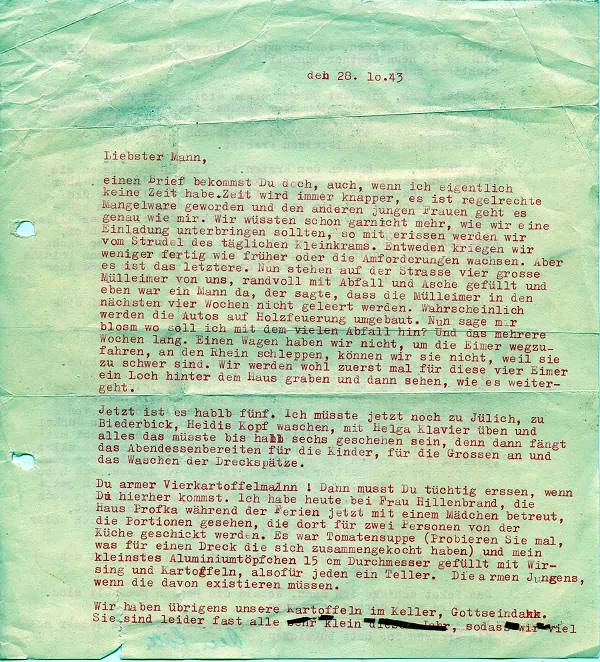 den 28. 1o.43
Liebster Mann,
einen Brief bekommst Du doch, auch, wenn ich eigentlich
keine Zeit habe.Zeit wird immer knapper, es ist regelrechte
Mangelware geworden und den anderen jungen Frauen geht es
genau wie mir. Wir wüssten schon garnicht mehr, wie wir eine
Einladung unterbringen sollten, so mit erissen werden wir
vom Strudel des täglichen Kleinkrams. Entweden kriegen wir
weniger fertig wie früher oder die Amforderungen wachsen. Aber
es ist das letztere. Nun stehen auf der Strasse vier grosse
Mülleimer von uns, randvoll mit Abfall und Asche gefüllt und
eben war ein Mann da, der sagte, dass die Mülleimer in den
nächsten vier Wochen nicht geleert werden. Wahrscheinlich
werden die Autos auf Holzfeuerung umgebaut. Nun sage mir
blosm wo soll ich mit dem vielen Abfall hin? Und das mehrere
Wochen lang. Einen Wagen haben wir nicht, um die Eimer wegzu-
fahren, an den Rhein schleppen, können wir sie nicht, weil sie
zu schwer sind. Wir werden wohl zuerst mal für diese vier Eimer
ein Loch hinter dem Haus graben und dann sehen, wie es weiter-
geht.
Jetzt ist es hablb fünf. Ich müsste jetzt noch zu Jülich, zu
Biederbick, Heidis Kopf waschen, mit Helga Klavier üben und
alles das müsste bis halb sechs geschehen sein, denn dann fängt
das Abendessenbereiten für die Kinder, für die Grossen an und
das Waschen der Dreckspätze.
Du armer Vierkartoffelmannn ! Dann musst Du tüchtig erssen, wenn
Du hierher kommst. Ich habe heute bei Frau Hillenbrand, die
Haus Profka während der Ferien jetzt mit einem Mädchen betreut,
die Portionen gesehen, die dort für zwei Personen von der
Küche geschickt werden. Es war Tomatensuppe (Probieren Sie mal,
was für einen Dreck die sich zusammengekocht haben) und mein
kleinstes Aluminiumtöpfchen 15 cm Durchmesser gefüllt mit Wir-
sing und Kartoffeln, alsofür jeden ein Teller. Die armen Jungens,
wenn die davon existieren müssen.
Wir haben übrigens unsere Kartoffeln im Keller, Gottseindank.
Sie sind leider fast alle sehr klein dieses Jahr, sodass wir viel